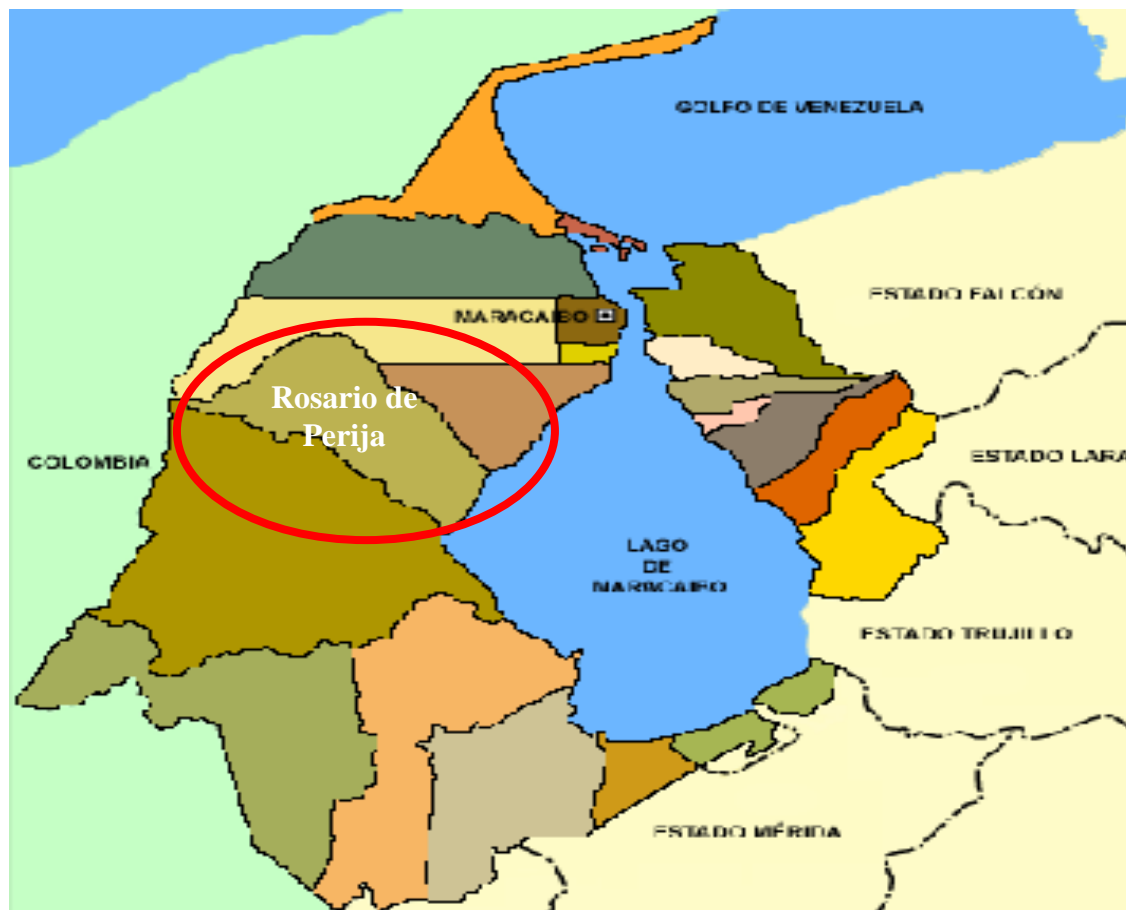 GOLFO DE VENEZUELA
ESTADO FALCÓN
MARACAIBO
Rosario de
Perija
COLOMBIA
ESTADO LARA
LAGO
DE
MARACAIBO
ESTADO TRUJILLO
ESTADO MÉRIDA